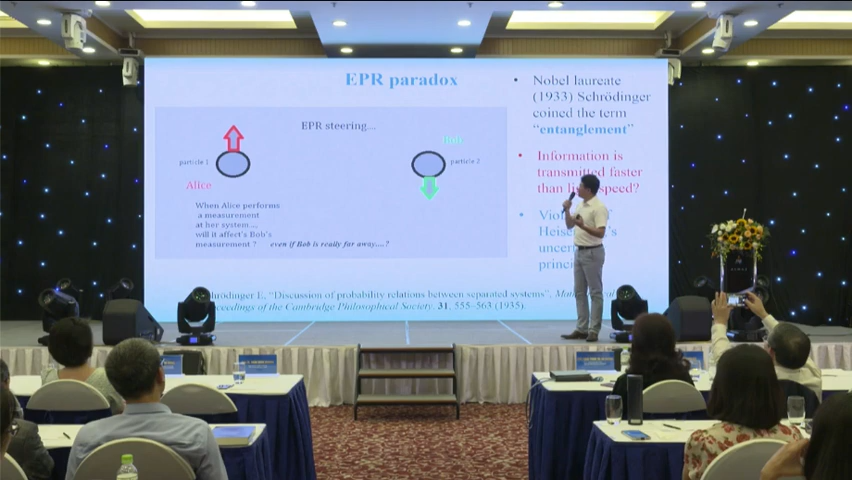 EPR paradox
EPR steering....
Bob
particle 1
particle 2
Alice
When Alice performs
a measurement
at her system...,
will it affect's Bob's
measurement ?
even if Bob is really far away.....?
• Nobel laureate
(1933) Schrödinger
coined the term
“entanglement”
• Information is
transmitted faster
than speed?
•
princi
chrödinger E. “Discussion of probability relations between separated systems”.
ceedings of the Cambridge Philosophical Society. 31, 555–563 (1935).